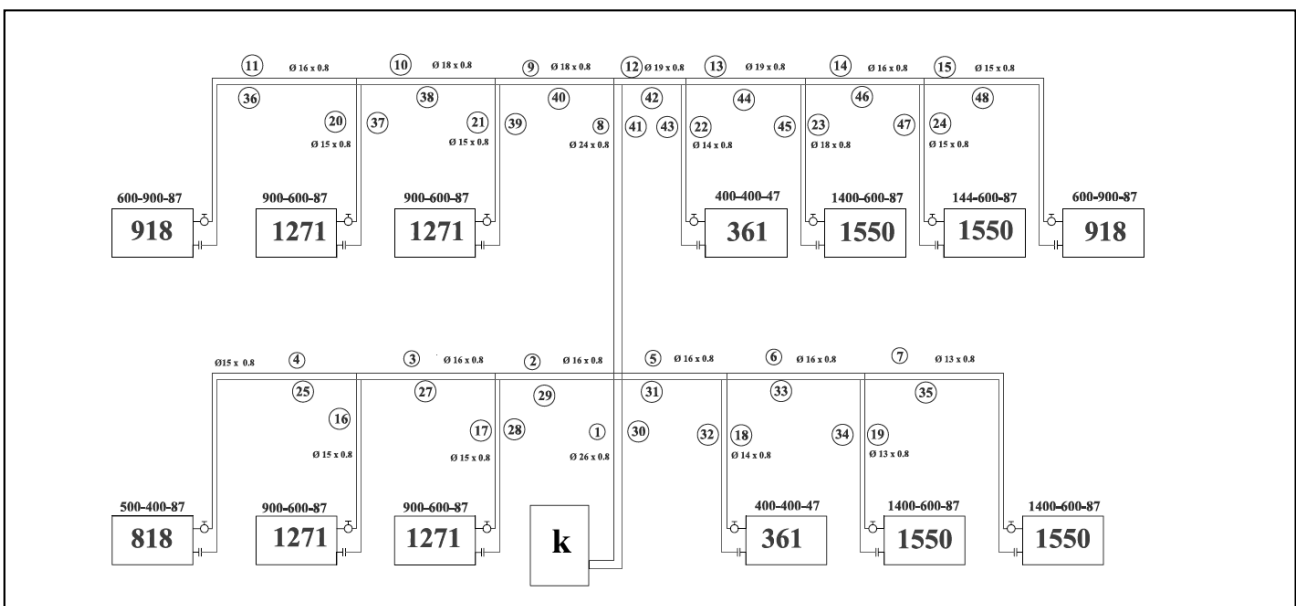 11 Ø 16 x 0.8 10 Ø 18 x 0.8 9 Ø 18 x 0.8 12 Ø 19 x 0.8 13 Ø 19 x 0.8 14 Ø 16 x 0.8 15 Ø 15 x 0.8
36 38 40 42 44 46 48
20 37 21 39 8 41 43 22 45 23 47 24
Ø 15 x 0.8 Ø 15 x 0.8 Ø 24 x 0.8 Ø 14 x 0.8 Ø 18 x 0.8 Ø 15 x 0.8
600-900-87 900-600-87 900-600-87 400-400-47 1400-600-87 144-600-87 600-900-87
918 1271 1271 361 1550 1550 918
Ø15 x 0.8 4 3 Ø 16 x 0.8 2 Ø 16 x 0.8 5 Ø 16 x 0.8 6 Ø 16 x 0.8 7 Ø 13 x 0.8
25 27 29 31 33 35
16 17 28 1 30 32 18 34 19
Ø 15 x 0.8 Ø 15 x 0.8 Ø 26 x 0.8 Ø 14 x 0.8 Ø 13 x 0.8
500-400-87 900-600-87 900-600-87 400-400-47 1400-600-87 1400-600-87
818 1271 1271 k 361 1550 1550